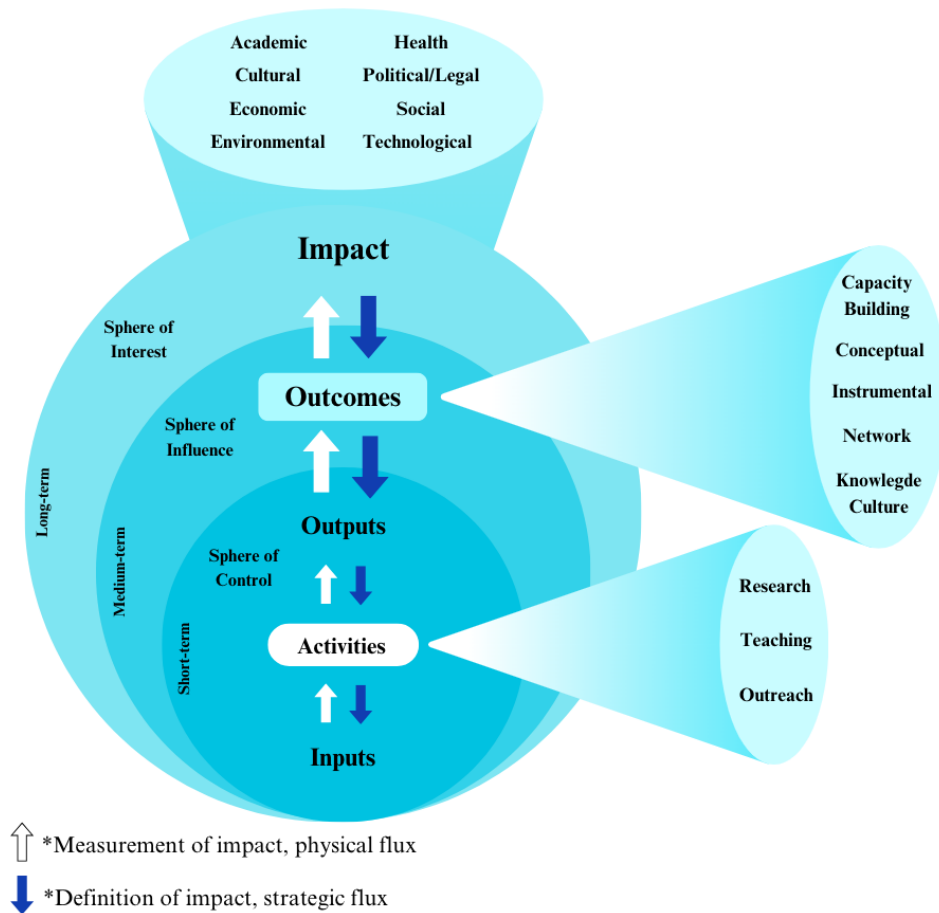 Academic
Health
Cultural
Political/Legal
Economic
Social
Environmental
Technological
Impact
Sphere of
Interest
Outcomes
Sphere of
Influence
Capacity
Building
Conceptual
Instrumental
Network
Knowlegde
Culture
Long-term
Medium-term
Short-term
Outputs
Sphere of
Control
Activities
Research
Teaching
Outreach
Inputs
*Measurement of impact, physical flux
*Definition of impact, strategic flux